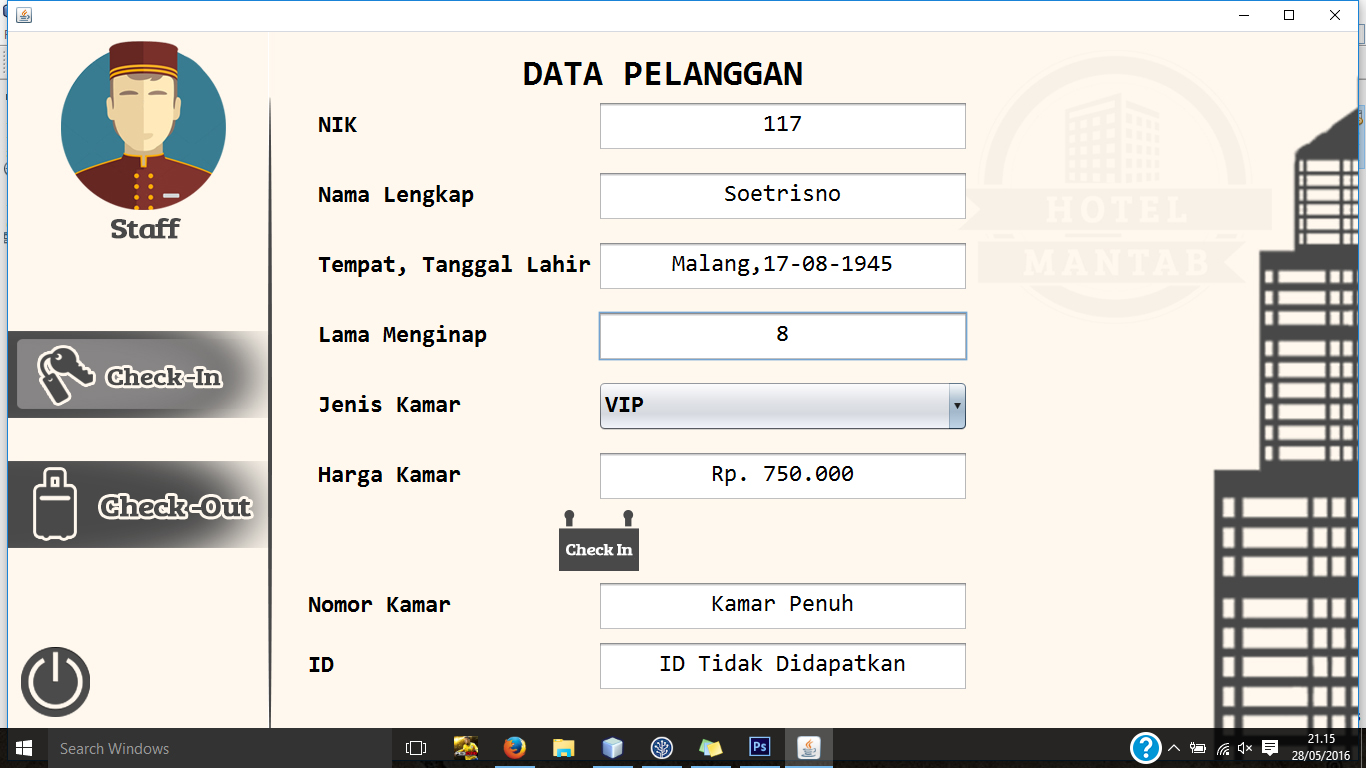 DATA PELANGGAN
Staff
Check-In
Check-Out
NIK
117
Nama Lengkap
Soetrisno
Tempat, Tanggal Lahir
Malang,17-08-1945
Lama Menginap
8
Jenis Kamar
VIP
Harga Kamar
Rp. 750.000
Check In
Nomor Kamar
Kamar Penuh
ID
ID Tidak Didapatkan
HOTEL
MANTAB
Search Windows
Ps
?
21.15
28/05/2016